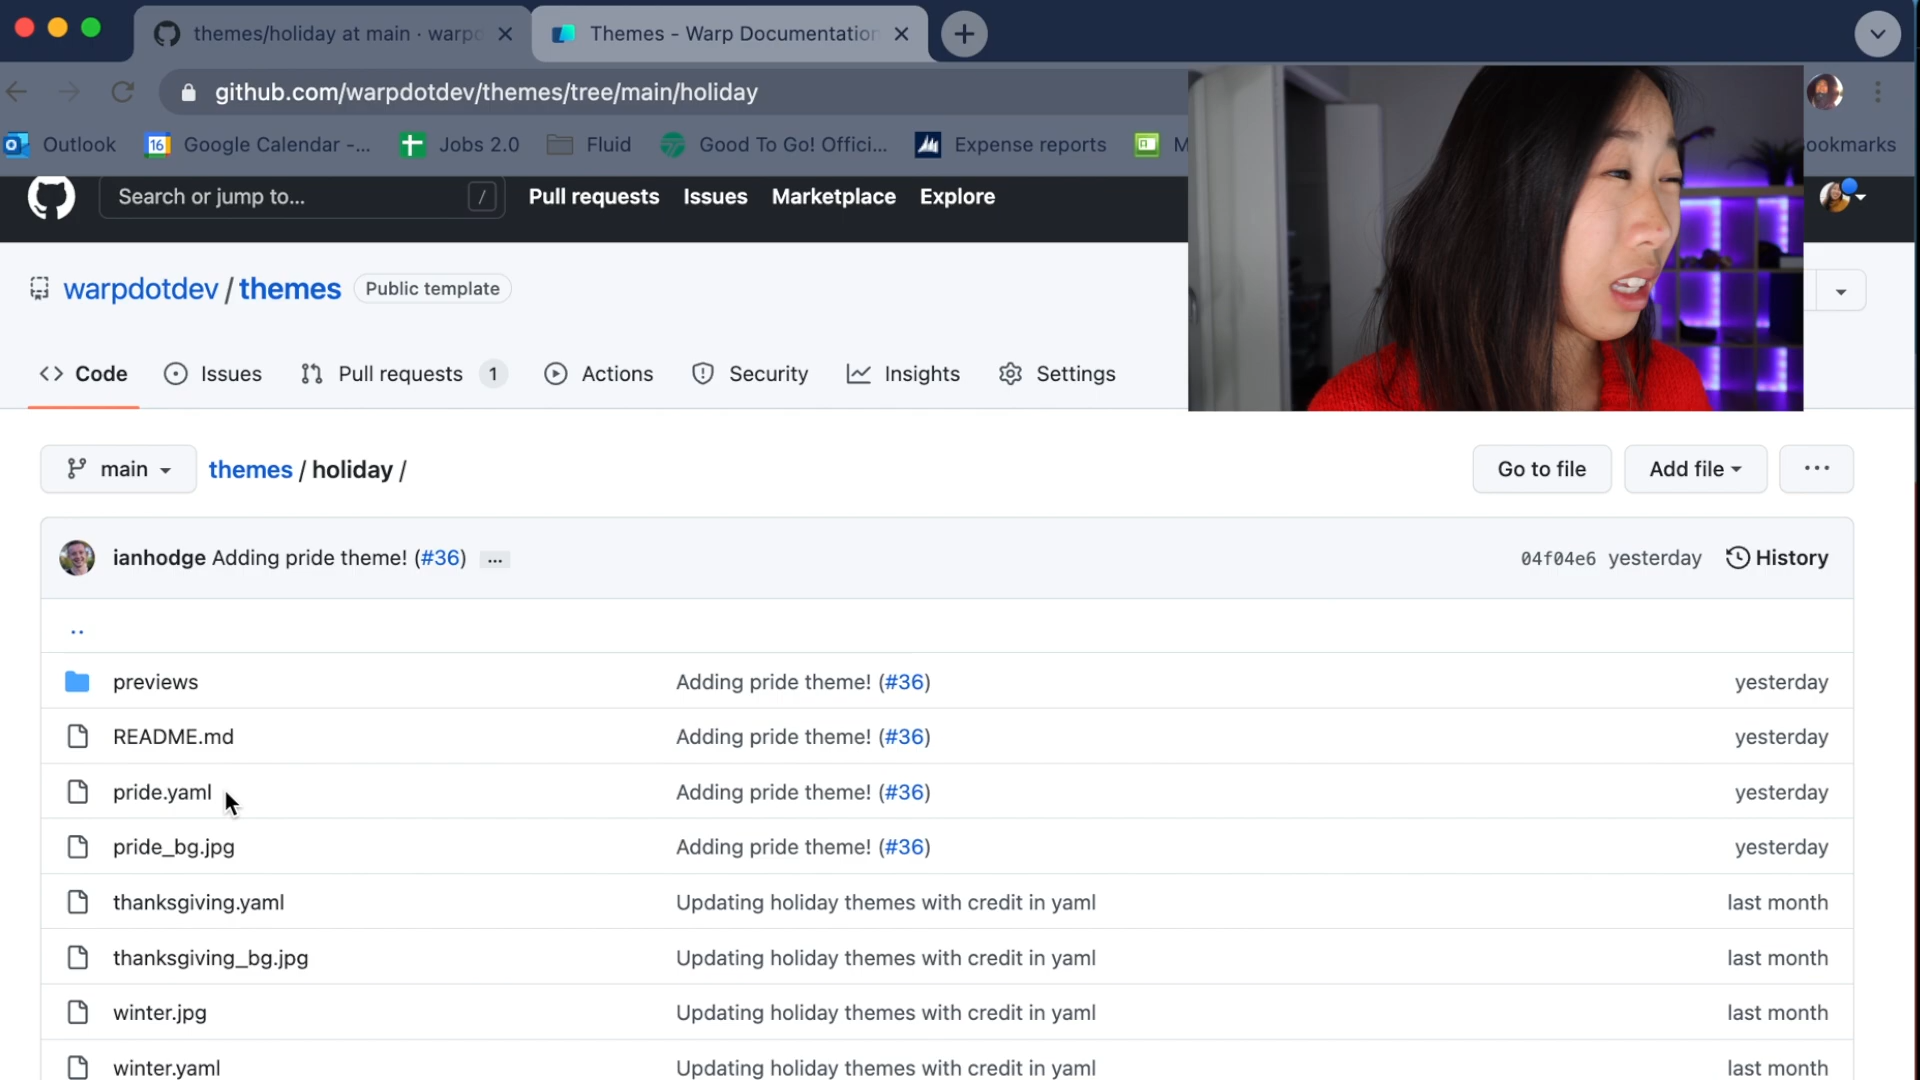 themes/holiday at main · warpd
Themes - Warp Documentation
github.com/warpdotdev/themes/tree/main/holiday
Outlook
16 Google Calendar -...
Jobs 2.0
Fluid
Good To Go! Offici...
Expense reports
M
ookmarks
Search or jump to... /
Pull requests Issues Marketplace Explore
warpdotdev / themes Public template
Code Issues Pull requests 1 Actions Security Insights Settings
main themes / holiday /
Go to file Add file ...
ianhodge Adding pride theme! (#36) ...
04f04e6 yesterday History
..
previews Adding pride theme! (#36) yesterday
README.md Adding pride theme! (#36) yesterday
pride.yaml Adding pride theme! (#36) yesterday
pride_bg.jpg Adding pride theme! (#36) yesterday
thanksgiving.yaml Updating holiday themes with credit in yaml last month
thanksgiving_bg.jpg Updating holiday themes with credit in yaml last month
winter.jpg Updating holiday themes with credit in yaml last month
winter.yaml Updating holiday themes with credit in yaml last month